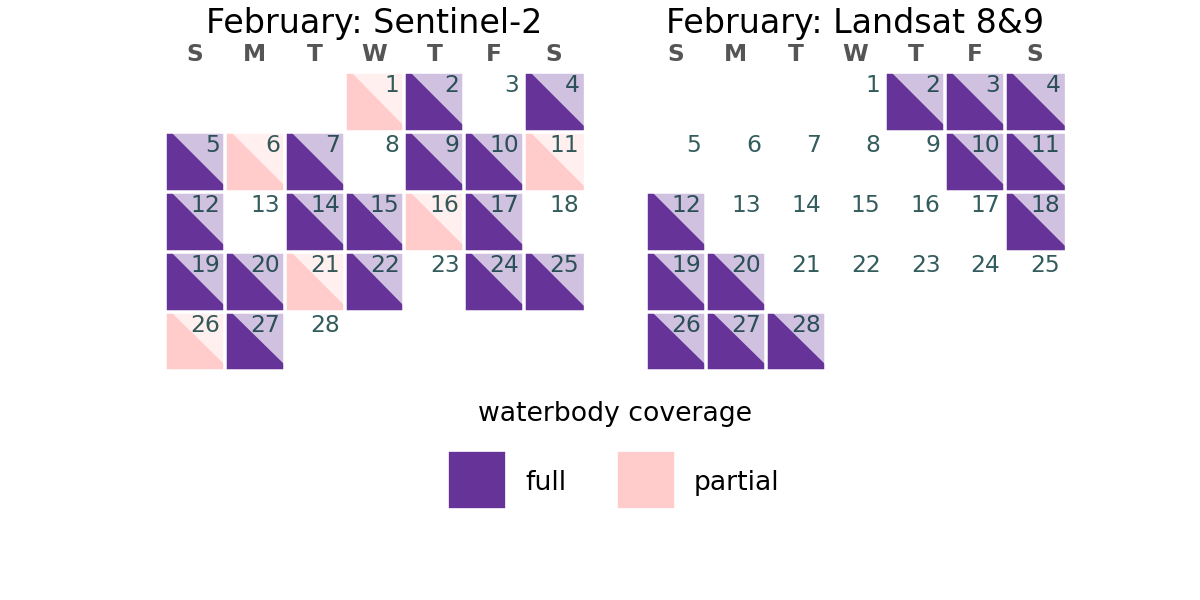 February: Sentinel-2
S M T W T F S
1 2 3 4
5 6 7 8 9 10 11
12 13 14 15 16 17 18
19 20 21 22 23 24 25
26 27 28
February: Landsat 8&9
S M T W T F S
1 2 3 4
5 6 7 8 9 10 11
12 13 14 15 16 17 18
19 20 21 22 23 24 25
26 27 28
waterbody coverage
full partial